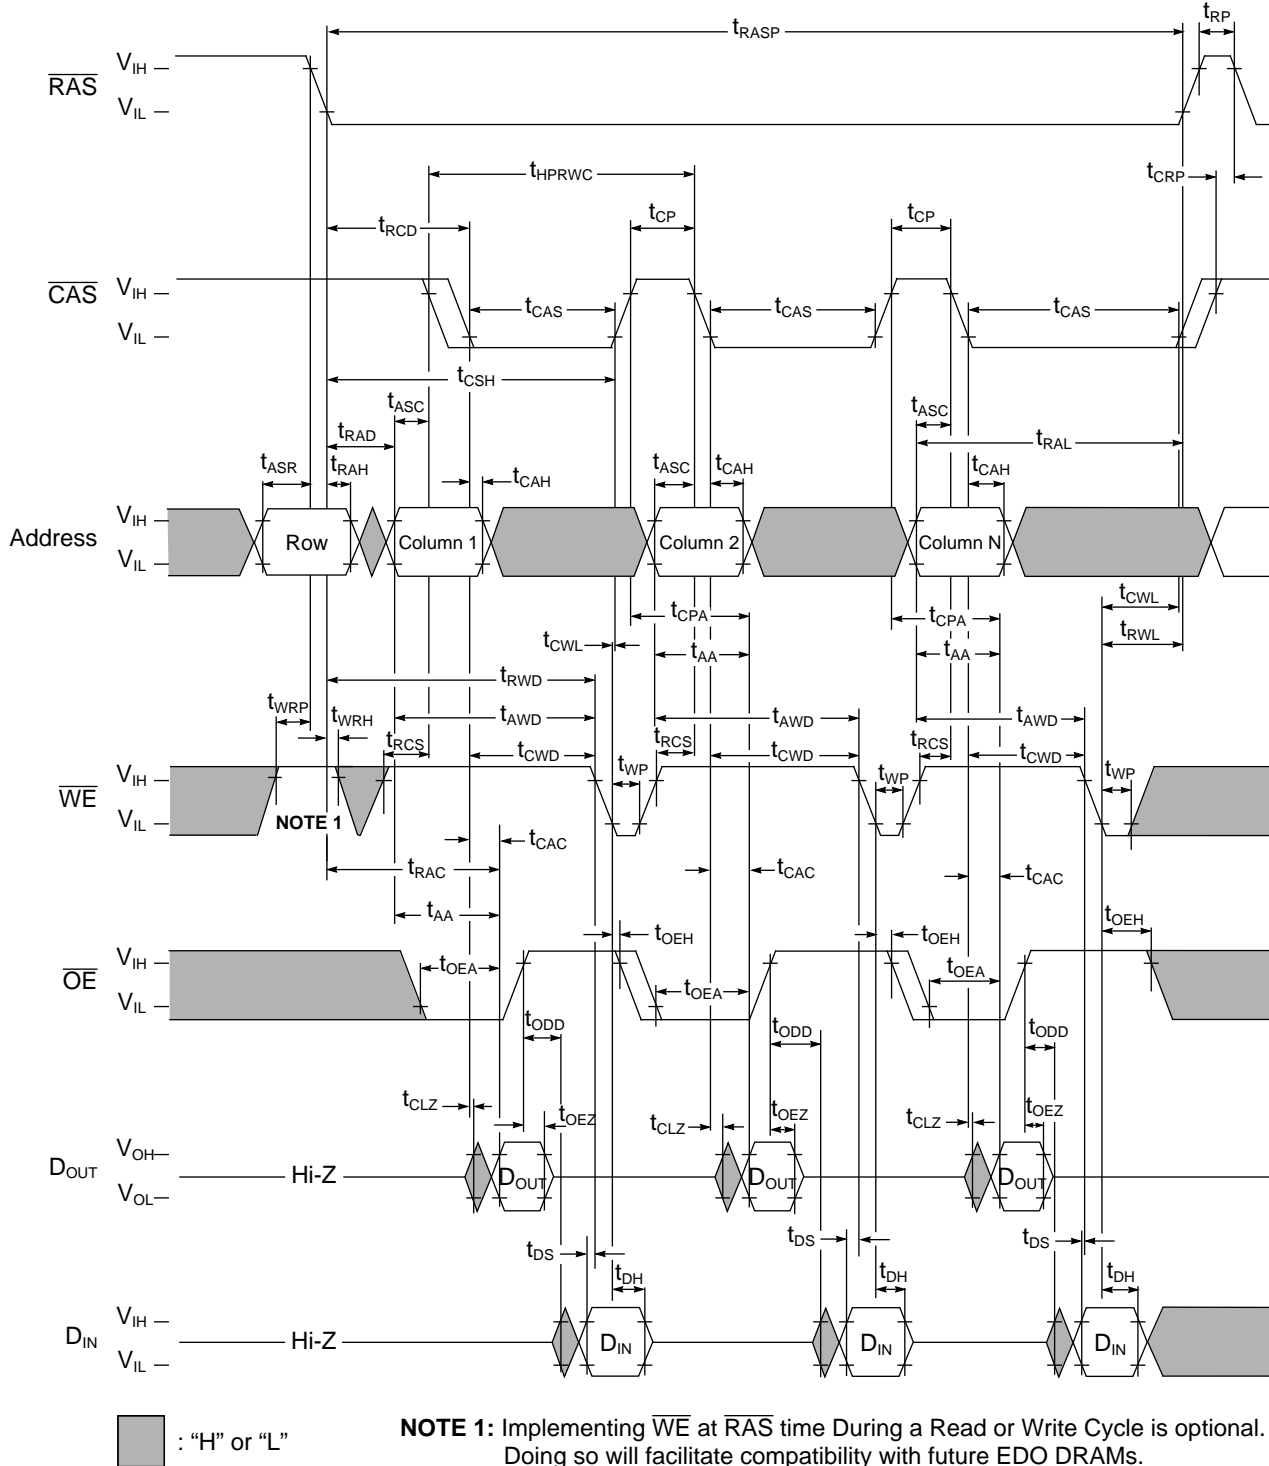 tRASP
tRP
RAS
VIH
VIL
tHPRWC
tCRP
tRCD
tCP
tCP
CAS
VIH
VIL
tCAS
tCAS
tCAS
tCSH
tASC
tASC
tRAD
tRAL
tASR
tRAH
tCAH
tASC
tCAH
tCAH
Address
VIH
VIL
Row
Column 1
Column 2
Column N
tCPA
tCPA
tCWL
tCWL
tRWL
tAA
tAA
tRWD
tWRP
tWRH
tAWD
tAWD
tAWD
tRCS
tCWD
tRCS
tCWD
tRCS
tCWD
WE
VIH
VIL
NOTE 1
tWP
tWP
tWP
tCAC
tRAC
tCAC
tCAC
tAA
tOEH
tOEH
tOEH
OE
VIH
VIL
tOEA
tOEA
tOEA
tODD
tODD
tODD
tCLZ
tOEZ
tCLZ
tOEZ
tCLZ
tOEZ
DOUT
VOH
VOL
Hi-Z
DOUT
DOUT
DOUT
tDS
tDS
tDS
tDH
tDH
tDH
DIN
VIH
VIL
Hi-Z
DIN
DIN
DIN
: “H” or “L”
NOTE 1: Implementing WE at RAS time During a Read or Write Cycle is optional.
Doing so will facilitate compatibility with future EDO DRAMs.